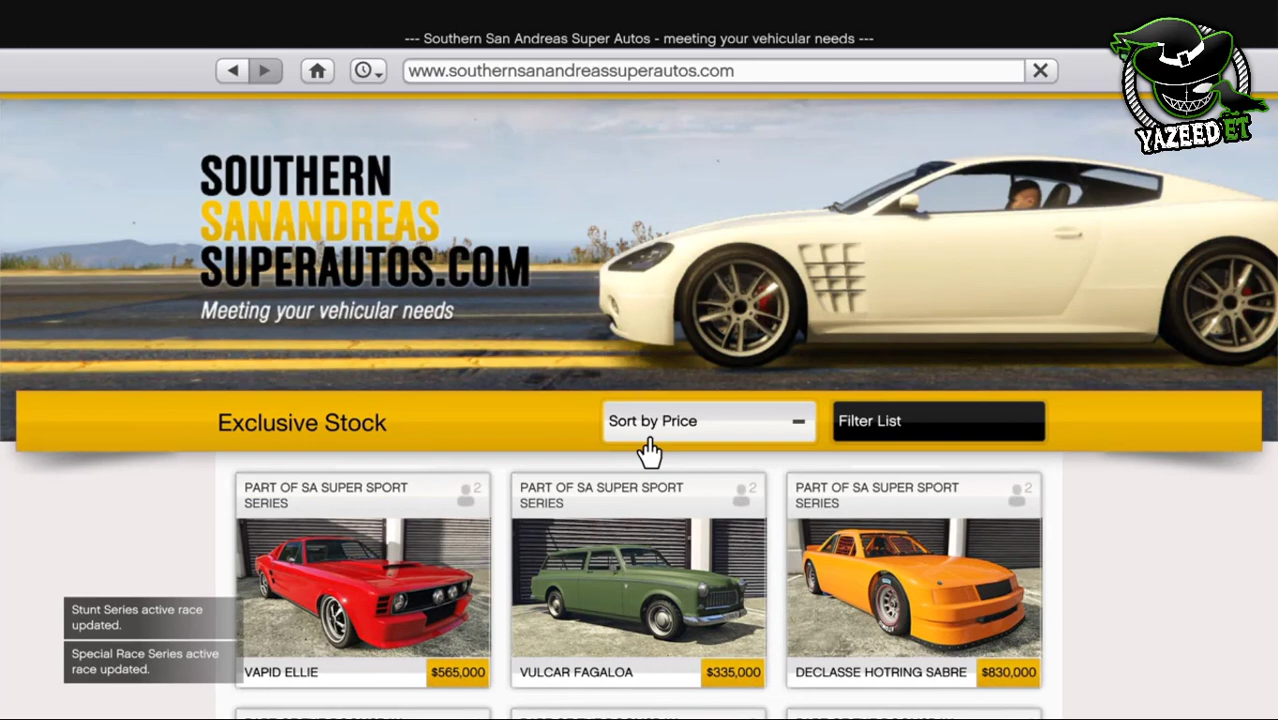 --- Southern San Andreas Super Autos - meeting your vehicular needs ---
www.southernsanandreassuperautos.com
YAZEED ET
SOUTHERN
SANANDREAS
SUPERAUTOS.COM
Meeting your vehicular needs
Exclusive Stock
Sort by Price
Filter List
PART OF SA SUPER SPORT
SERIES
2
PART OF SA SUPER SPORT
SERIES
2
PART OF SA SUPER SPORT
SERIES
2
Stunt Series active race
updated.
Special Race Series active
race updated.
VAPID ELLIE
$565,000
VULCAR FAGALOA
$335,000
DECLASSE HOTRING SABRE
$830,000